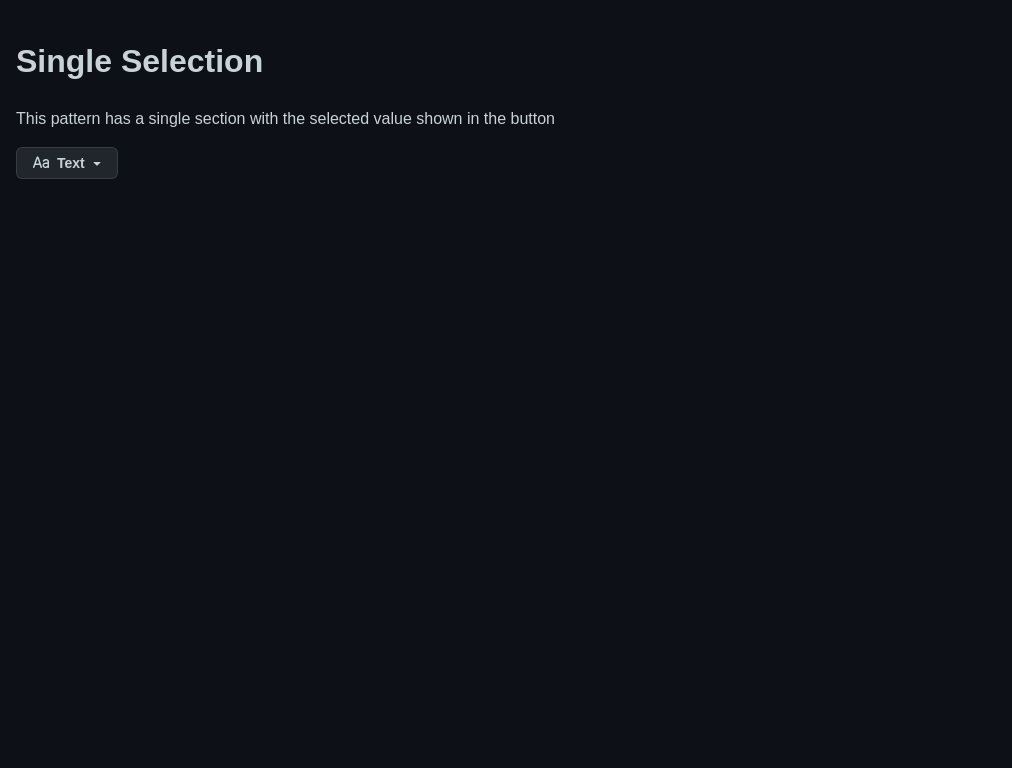 Single Selection
This pattern has a single section with the selected value shown in the button
Aa Text